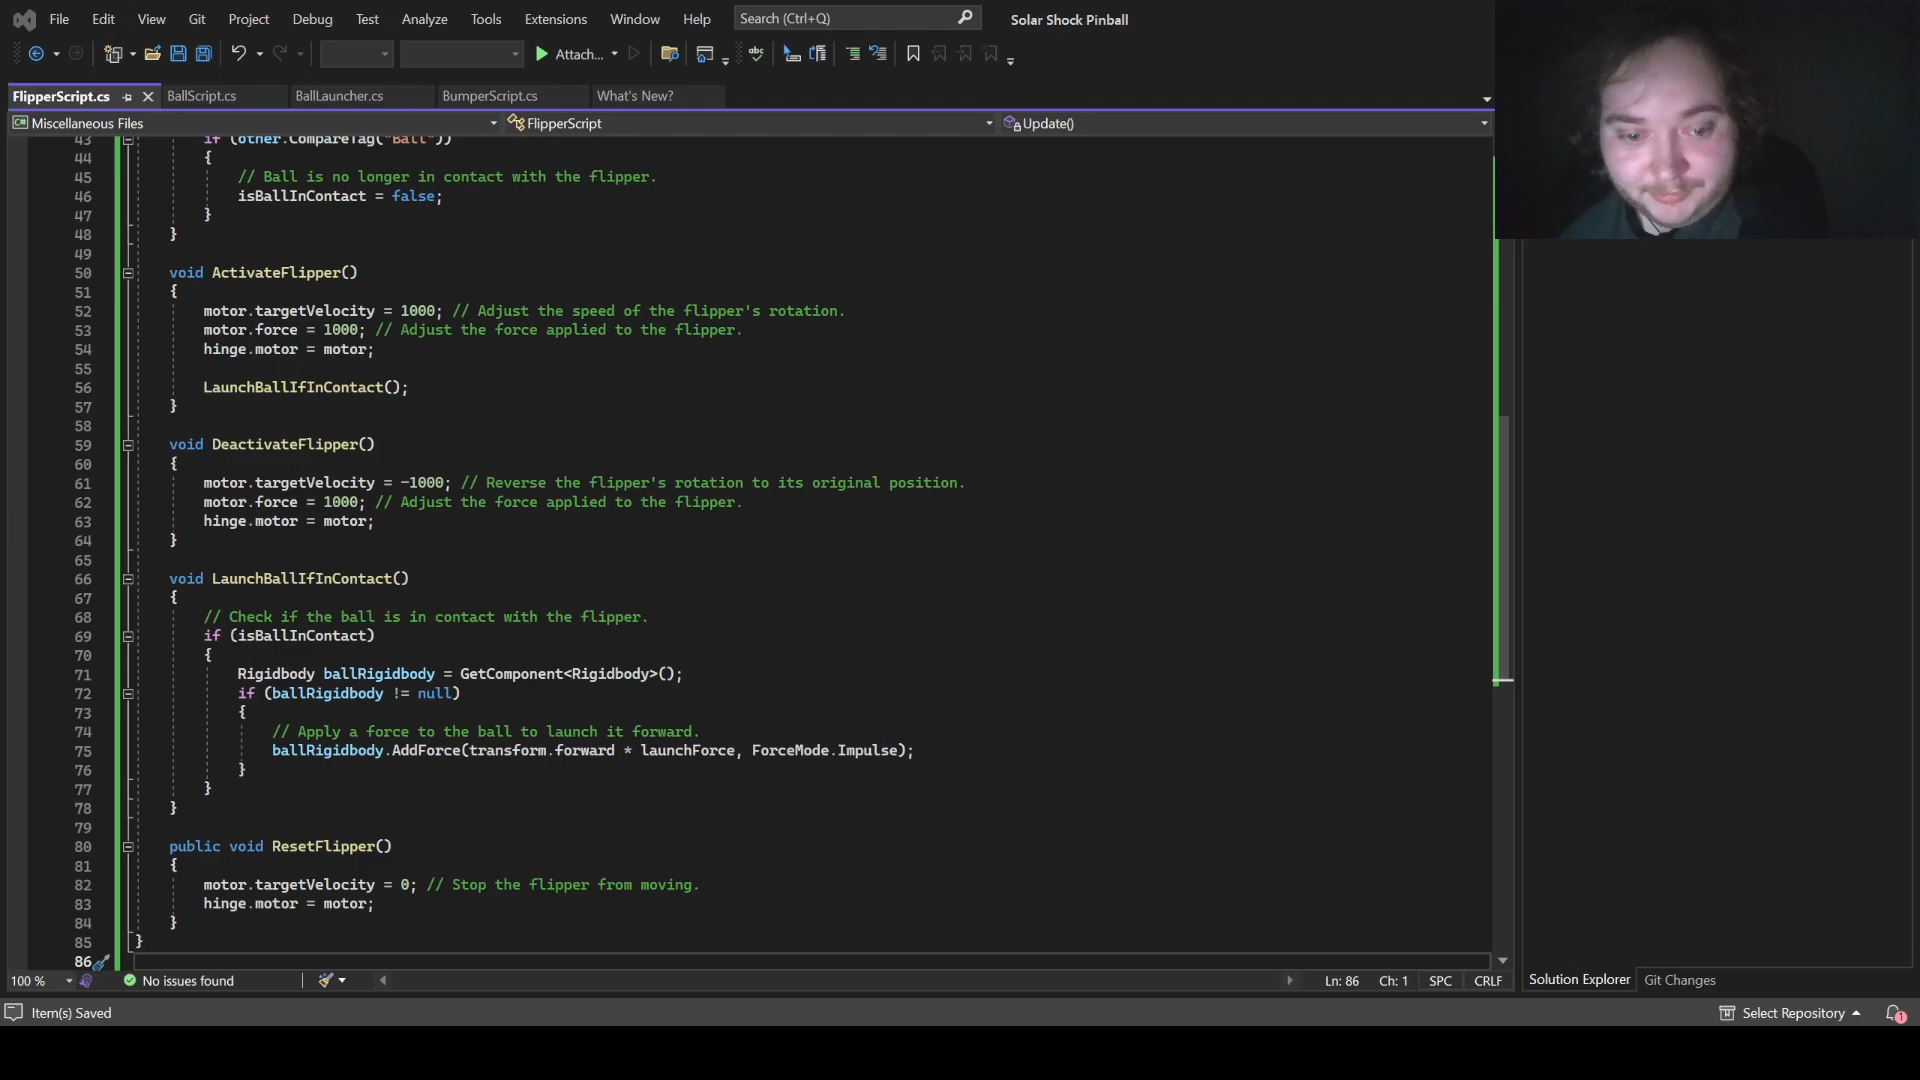 File Edit View Git Project Debug Test Analyze Tools Extensions Window Help Search (Ctrl+Q) Solar Shock Pinball
Attach...
FlipperScript.cs BallScript.cs BallLauncher.cs BumperScript.cs What's New?
Miscellaneous Files FlipperScript Update()
43 if (other.CompareTag("Ball"))
44 {
45 // Ball is no longer in contact with the flipper.
46 isBallInContact = false;
47 }
48 }
49
50 void ActivateFlipper()
51 {
52 motor.targetVelocity = 1000; // Adjust the speed of the flipper's rotation.
53 motor.force = 1000; // Adjust the force applied to the flipper.
54 hinge.motor = motor;
55
56 LaunchBallIfInContact();
57 }
58
59 void DeactivateFlipper()
60 {
61 motor.targetVelocity = -1000; // Reverse the flipper's rotation to its original position.
62 motor.force = 1000; // Adjust the force applied to the flipper.
63 hinge.motor = motor;
64 }
65
66 void LaunchBallIfInContact()
67 {
68 // Check if the ball is in contact with the flipper.
69 if (isBallInContact)
70 {
71 Rigidbody ballRigidbody = GetComponent<Rigidbody>();
72 if (ballRigidbody != null)
73 {
74 // Apply a force to the ball to launch it forward.
75 ballRigidbody.AddForce(transform.forward * launchForce, ForceMode.Impulse);
76 }
77 }
78 }
79
80 public void ResetFlipper()
81 {
82 motor.targetVelocity = 0; // Stop the flipper from moving.
83 hinge.motor = motor;
84 }
85 }
86
100 % No issues found Ln: 86 Ch: 1 SPC CRLF Solution Explorer Git Changes
Item(s) Saved Select Repository 1